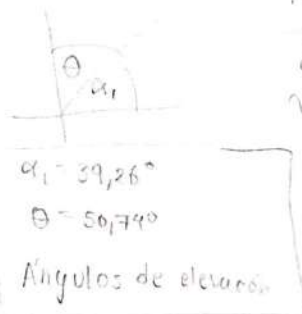 θ
α₁
α₁ = 39,26°
θ = 50,74°
Ángulos de elevación